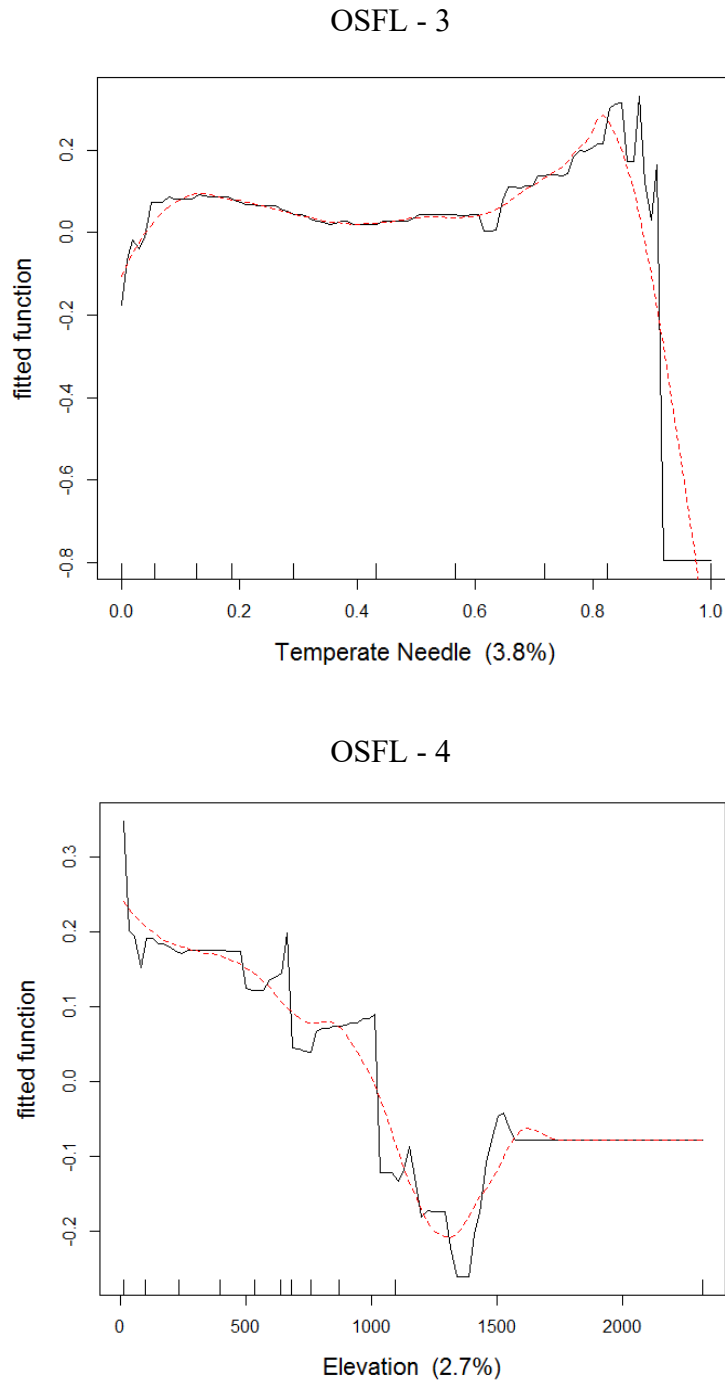 OSFL - 3
0.2
0.0
-0.2
-0.4
-0.6
-0.8
fitted function
0.0 0.2 0.4 0.6 0.8 1.0
Temperate Needle (3.8%)
OSFL - 4
0.3
0.2
0.1
0.0
-0.1
-0.2
fitted function
0 500 1000 1500 2000
Elevation (2.7%)